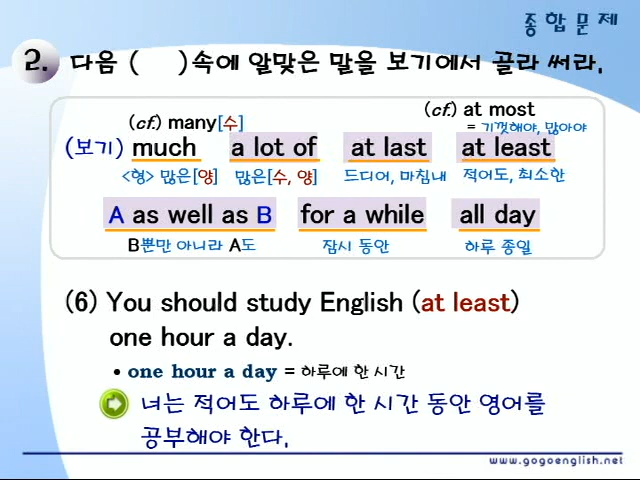 종합문제
2. 다음 (    )속에 알맞은 말을 보기에서 골라 써라.
(cf.) many[수]
(cf.) at most
= 기껏해야, 많아야
(보기) much a lot of at last at least
<형> 많은[양] 많은[수, 양] 드디어, 마침내 적어도, 최소한
A as well as B for a while all day
B뿐만 아니라 A도 잠시 동안 하루 종일
(6) You should study English (at least)
one hour a day.
• one hour a day = 하루에 한 시간
너는 적어도 하루에 한 시간 동안 영어를
공부해야 한다.
www.gogoenglish.net